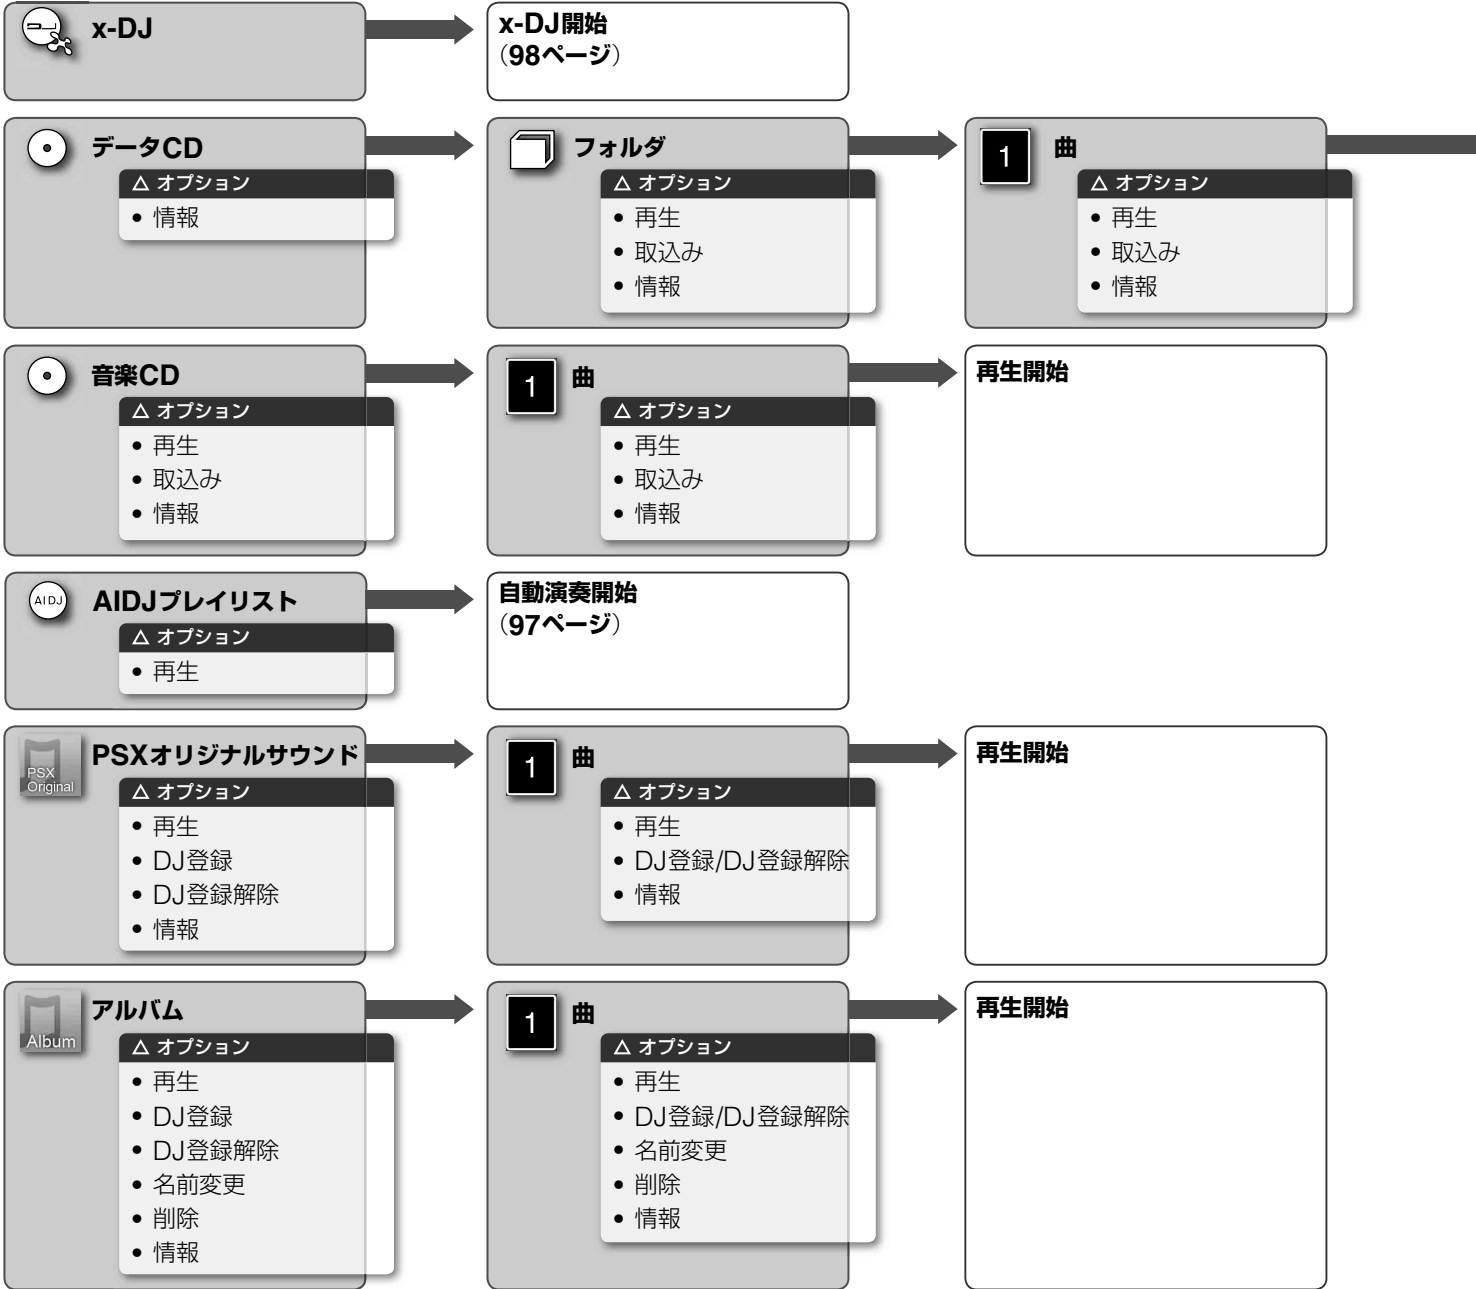 x-DJ
x-DJ開始
（98ページ）
データCD
△ オプション
• 情報
フォルダ
△ オプション
• 再生
• 取込み
• 情報
1
曲
△ オプション
• 再生
• 取込み
• 情報
音楽CD
△ オプション
• 再生
• 取込み
• 情報
1
曲
△ オプション
• 再生
• 取込み
• 情報
再生開始
AIDJ
AIDJプレイリスト
△ オプション
• 再生
自動演奏開始
（97ページ）
PSX
Original
PSXオリジナルサウンド
△ オプション
• 再生
• DJ登録
• DJ登録解除
• 情報
1
曲
△ オプション
• 再生
• DJ登録/DJ登録解除
• 情報
再生開始
Album
アルバム
△ オプション
• 再生
• DJ登録
• DJ登録解除
• 名前変更
• 削除
• 情報
1
曲
△ オプション
• 再生
• DJ登録/DJ登録解除
• 名前変更
• 削除
• 情報
再生開始